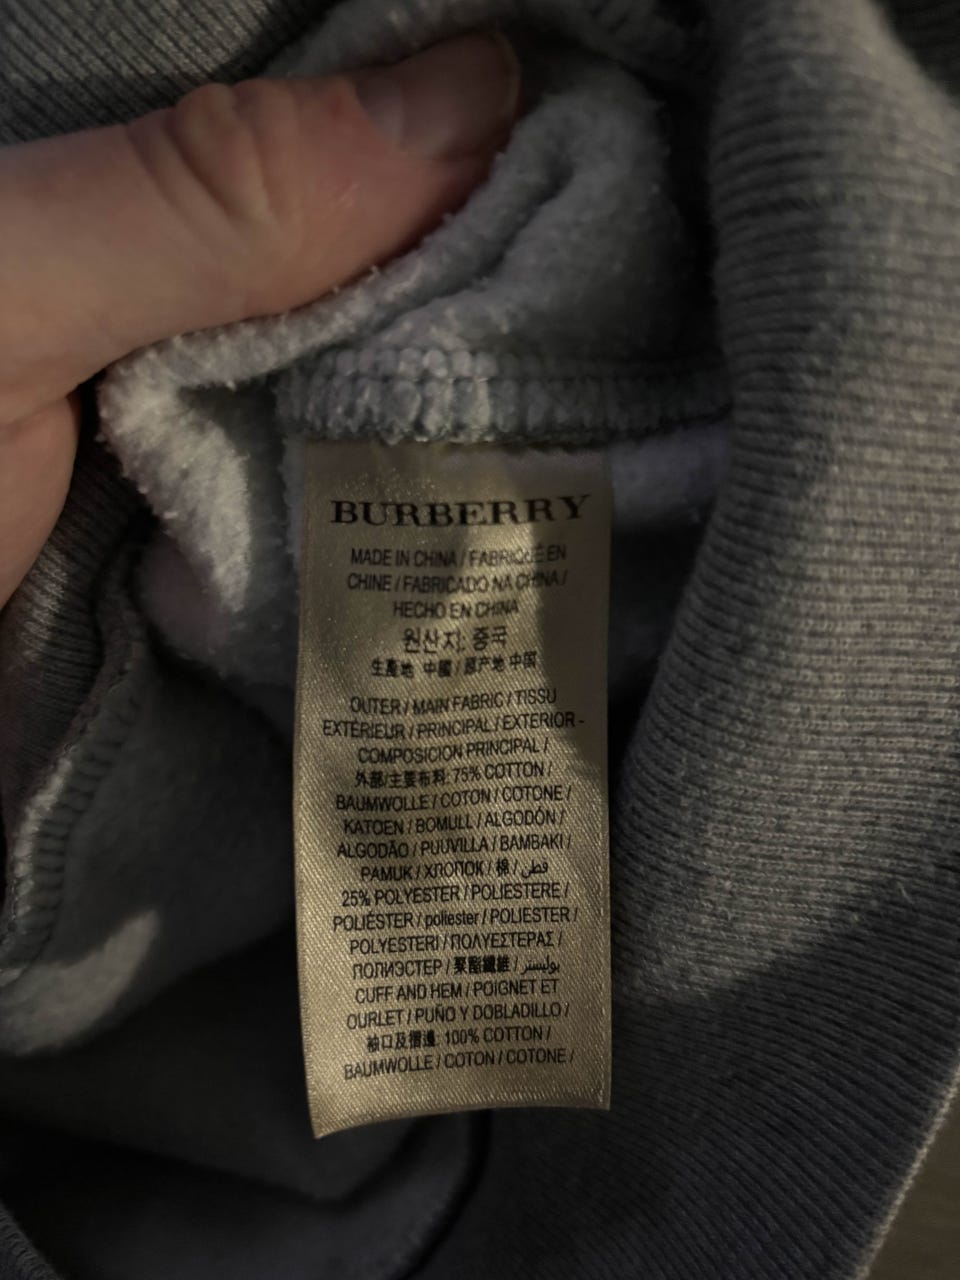 BURBERRY
MADE IN CHINA / FABRIQUÉ EN
CHINE / FABRICADO NA CHINA /
HECHO EN CHINA
원산지: 중국
生產地 中國 / 原产地 中国
OUTER / MAIN FABRIC / TISSU
EXTÉRIEUR / PRINCIPAL / EXTERIOR -
COMPOSICION PRINCIPAL /
外部/主要布料: 75% COTTON /
BAUMWOLLE / COTON / COTONE /
KATOEN / BOMULL / ALGODÓN /
ALGODÃO / PUUVILLA / BAMBAKI /
PAMUK / ХЛОПОК / 棉 / قطن
25% POLYESTER / POLIESTERE /
POLIÉSTER / poliester / POLIESTER /
POLYESTERI / ΠΟΛΥΕΣΤΕΡΑΣ /
ПОЛИЭСТЕР / 聚酯纖維 / بوليستر
CUFF AND HEM / POIGNET ET
OURLET / PUÑO Y DOBLADILLO /
袖口及摺邊: 100% COTTON /
BAUMWOLLE / COTON / COTONE /